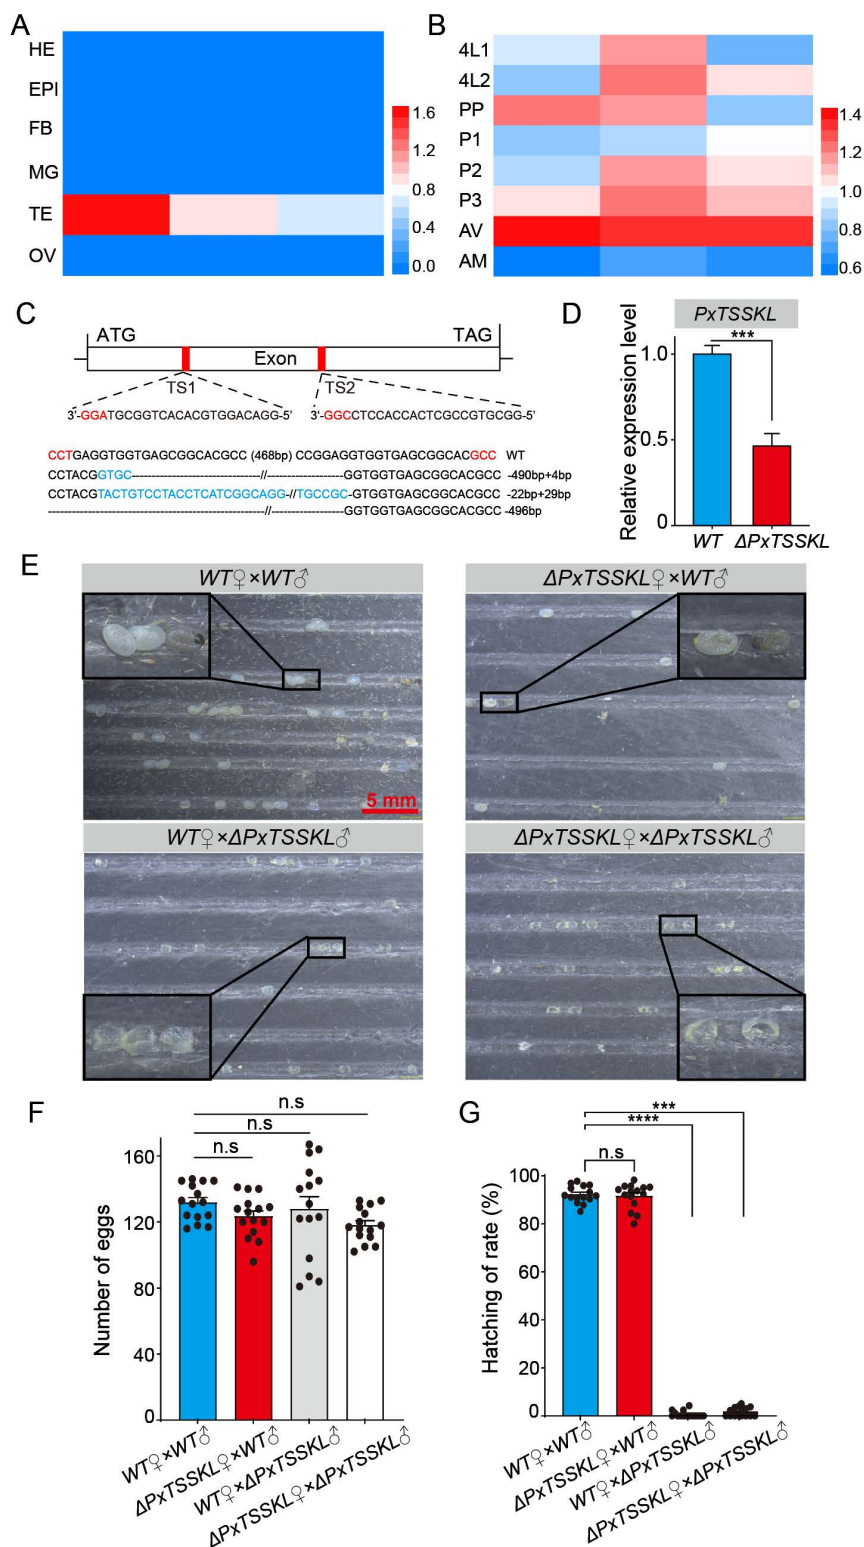 A
HE
EPI
FB
MG
TE
OV
1.6
1.2
0.8
0.4
0.0
B
4L1
4L2
PP
P1
P2
P3
AV
AM
1.4
1.2
1.0
0.8
0.6
C
ATG
TAG
Exon
TS1
TS2
3'-GGATGCGGTCACACGTGGACAGG-5'
3'-GGCCTCCACCACTCGCCGTGCGG-5'
CCTGAGGTGGTGAGCGGCACGCC (468bp) CCGGAGGTGGTGAGCGGCACGCC WT
CCTACGGTGC--------//--------GGTGGTGAGCGGCACGCC -490bp+4bp
CCTACGTACTGTCCTACCTCATCGGCAGG-//TGCCGC-GTGGTGAGCGGCACGCC -22bp+29bp
--------//--------GGTGGTGAGCGGCACGCC -496bp
D
PxTSSKL
***
Relative expression level
1.0
0.5
0
WT
ΔPxTSSKL
E
WT♀×WT♂
ΔPxTSSKL♀×WT♂
5 mm
WT♀×ΔPxTSSKL♂
ΔPxTSSKL♀×ΔPxTSSKL♂
F
n.s
n.s
n.s
Number of eggs
160
120
80
40
0
WT♀×WT♂
ΔPxTSSKL♀×WT♂
WT♀×ΔPxTSSKL♂
ΔPxTSSKL♀×ΔPxTSSKL♂
G
***
****
n.s
Hatching of rate (%)
100
80
60
40
20
0
WT♀×WT♂
ΔPxTSSKL♀×WT♂
WT♀×ΔPxTSSKL♂
ΔPxTSSKL♀×ΔPxTSSKL♂